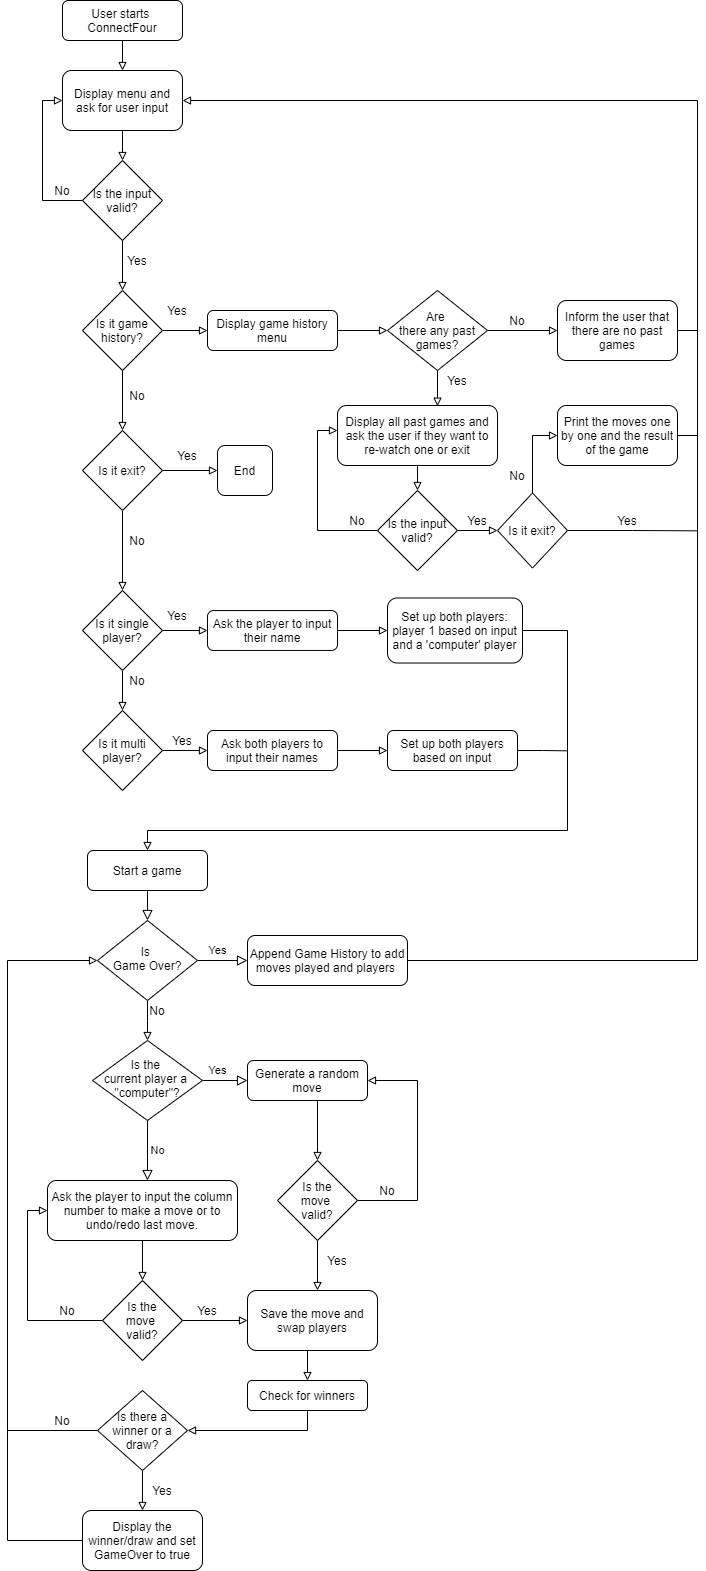 User starts
ConnectFour
Display menu and
ask for user input
No
Is the input
valid?
Yes
Is it game
history?
Yes
Display game history
menu
Are
there any past
games?
No
Inform the user that
there are no past
games
No
Yes
Display all past games and
ask the user if they want to
re-watch one or exit
Print the moves one
by one and the result
of the game
Is it exit?
Yes
End
No
No
Is the input
valid?
Yes
Is it exit?
Yes
No
Is it single
player?
Yes
Ask the player to input
their name
Set up both players:
player 1 based on input
and a 'computer' player
No
Is it multi
player?
Yes
Ask both players to
input their names
Set up both players
based on input
Start a game
Is
Game Over?
Yes
Append Game History to add
moves played and players
No
Is the
current player a
"computer"?
Yes
Generate a random
move
No
Ask the player to input the column
number to make a move or to
undo/redo last move.
Is the
move
valid?
No
Yes
No
Is the
move
valid?
Yes
Save the move and
swap players
Check for winners
No
Is there a
winner or a
draw?
Yes
Display the
winner/draw and set
GameOver to true